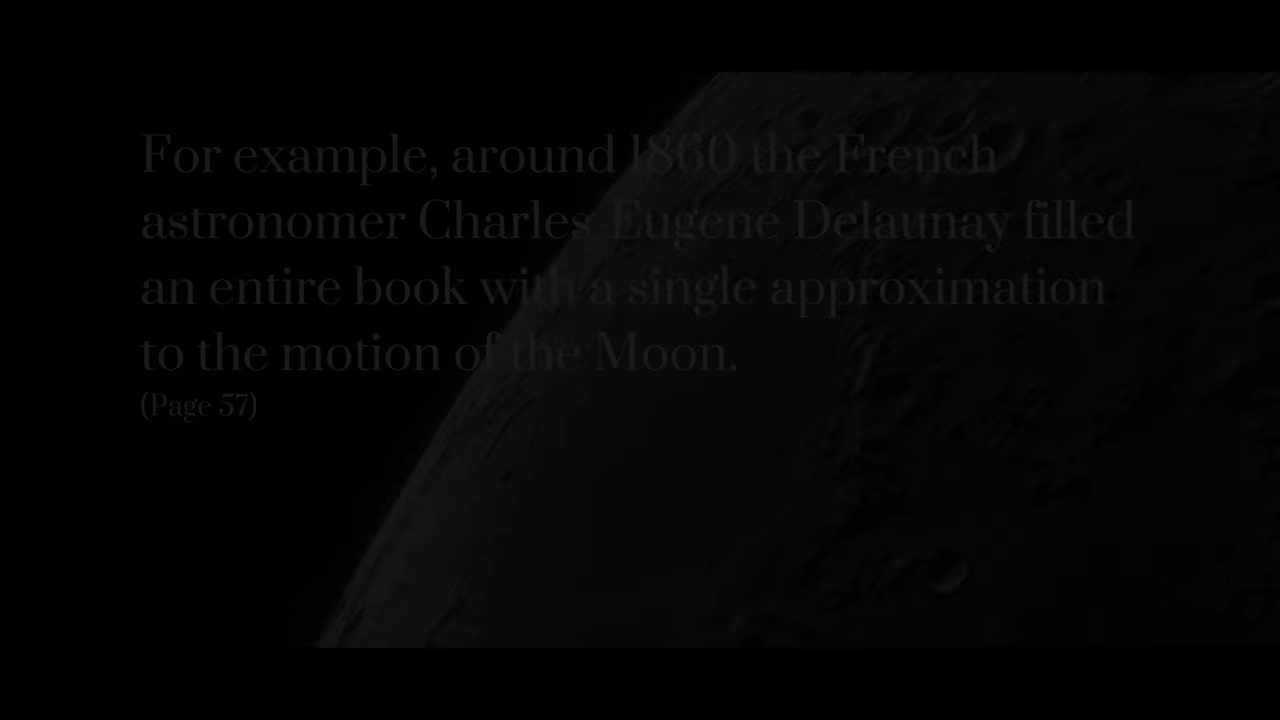 For example, around 1860 the French
astronomer Charles Eugene Delaunay filled
an entire book with a single approximation
to the motion of the Moon.
(Page 57)